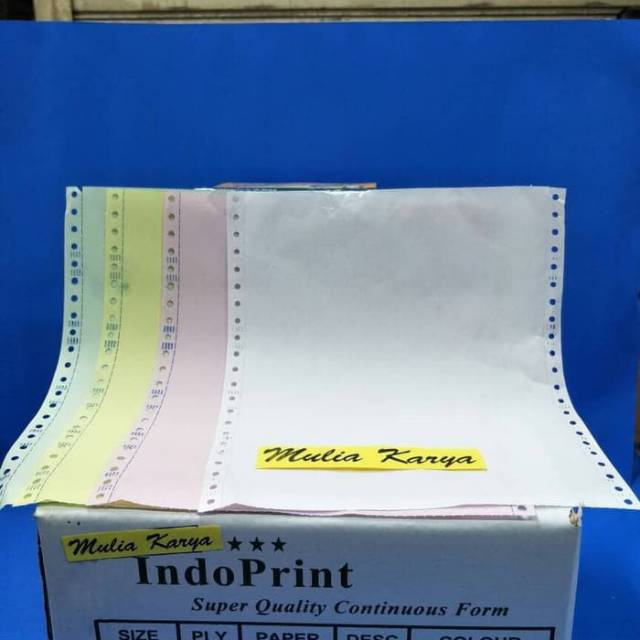 Mulia Karya
Mulia Karya ★★★
IndoPrint
Super Quality Continuous Form
SIZE PLY PAPER DESC COLOUR